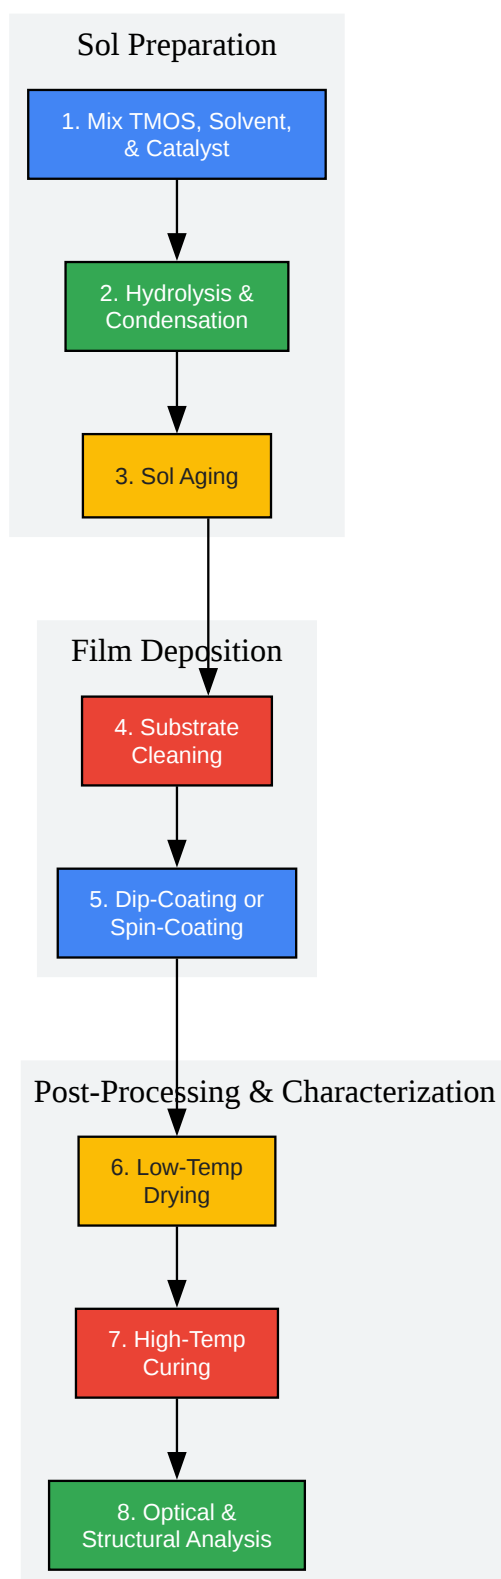 Sol Preparation
1. Mix TMOS, Solvent,
& Catalyst
2. Hydrolysis &
Condensation
3. Sol Aging
Film Deposition
4. Substrate
Cleaning
5. Dip-Coating or
Spin-Coating
Post-Processing & Characterization
6. Low-Temp
Drying
7. High-Temp
Curing
8. Optical &
Structural Analysis